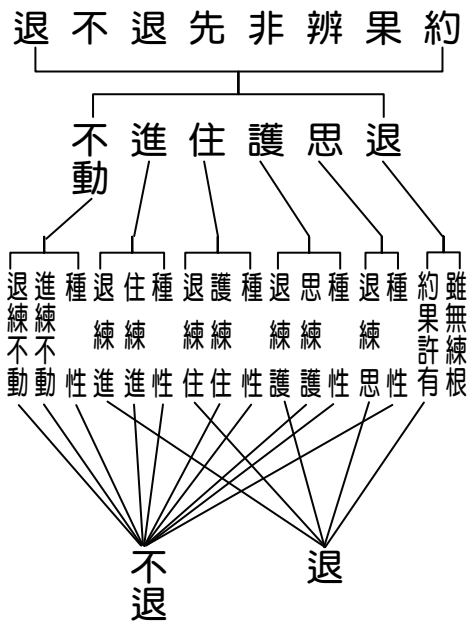 約果辨非先退不退
退
思
護
住
進
不動
雖無練根
約果許有
種性
退練思
種性
思練護
退練護
種性
護練住
退練住
種性
住練進
退練進
種性
進練不動
退練不動
退
不退